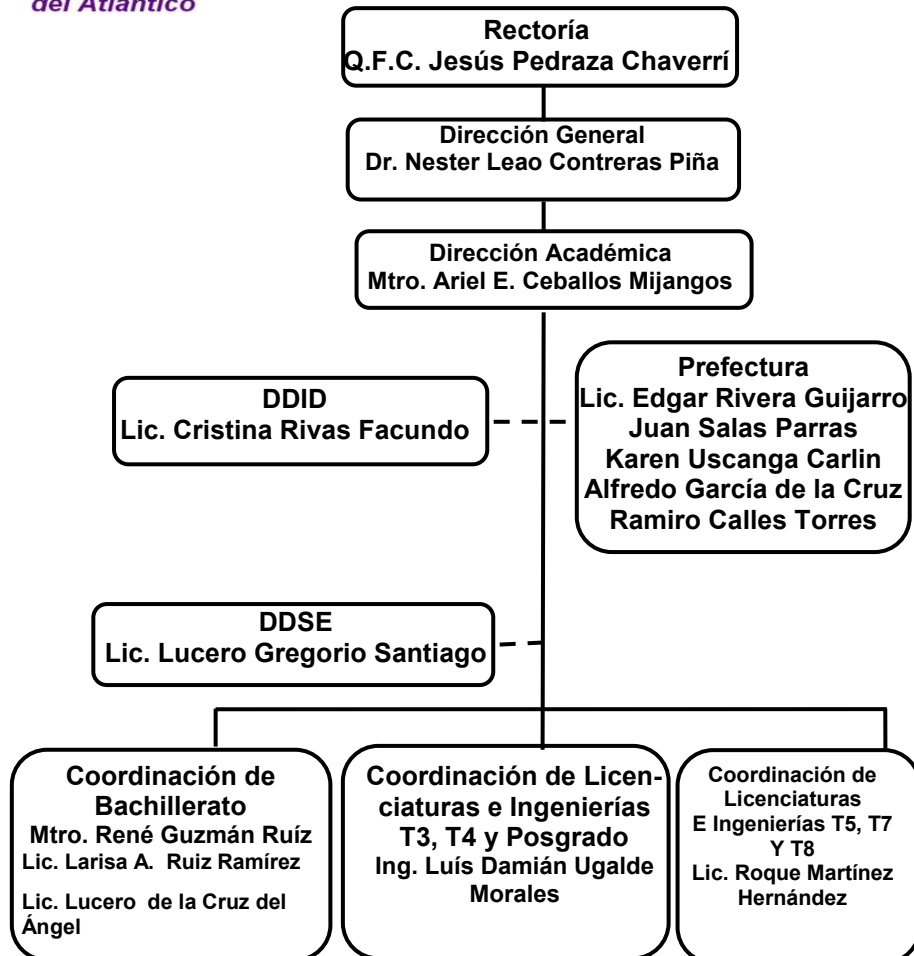 del Atlántico
Rectoría
Q.F.C. Jesús Pedraza Chaverrí
Dirección General
Dr. Nester Leao Contreras Piña
Dirección Académica
Mtro. Ariel E. Ceballos Mijangos
DDID
Lic. Cristina Rivas Facundo
Prefectura
Lic. Edgar Rivera Guijarro
Juan Salas Parras
Karen Uscanga Carlin
Alfredo García de la Cruz
Ramiro Calles Torres
DDSE
Lic. Lucero Gregorio Santiago
Coordinación de
Bachillerato
Mtro. René Guzmán Ruíz
Lic. Larisa A. Ruiz Ramírez
Lic. Lucero de la Cruz del
Ángel
Coordinación de Licen-
ciaturas e Ingenierías
T3, T4 y Posgrado
Ing. Luís Damián Ugalde
Morales
Coordinación de
Licenciaturas
E Ingenierías T5, T7
Y T8
Lic. Roque Martínez
Hernández